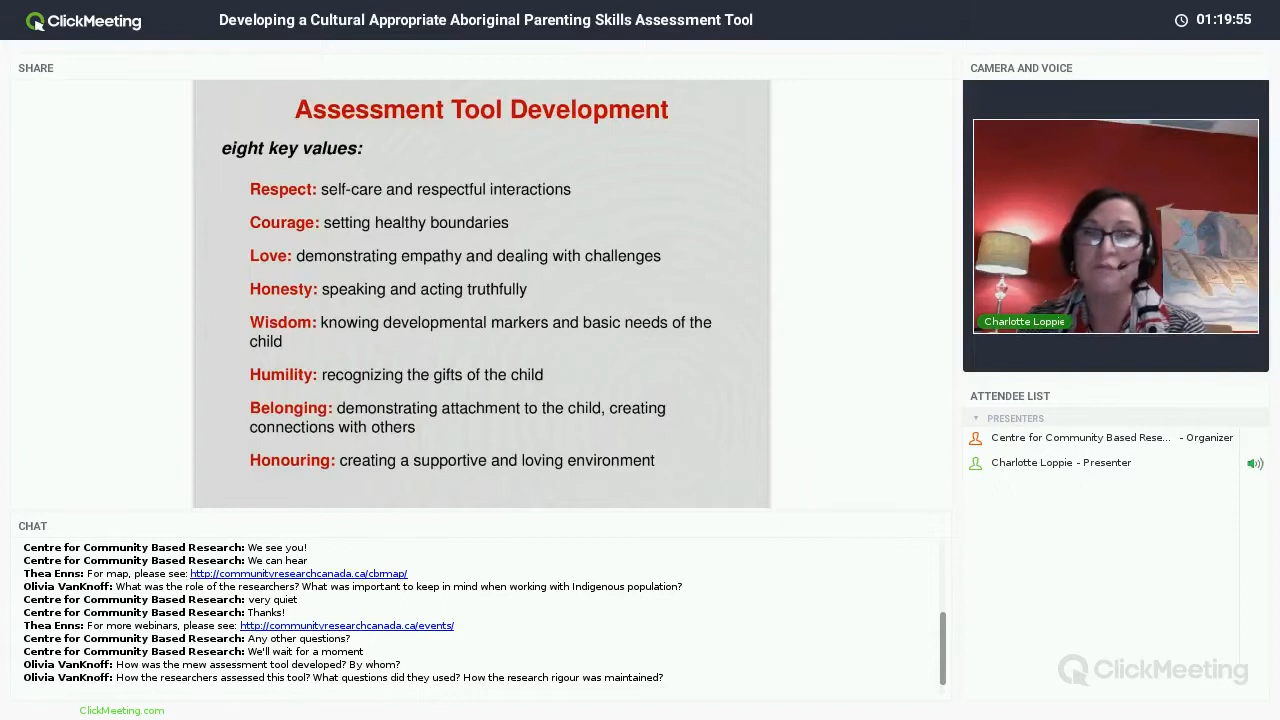 ClickMeeting
Developing a Cultural Appropriate Aboriginal Parenting Skills Assessment Tool
01:19:55
SHARE
Assessment Tool Development
eight key values:
Respect: self-care and respectful interactions
Courage: setting healthy boundaries
Love: demonstrating empathy and dealing with challenges
Honesty: speaking and acting truthfully
Wisdom: knowing developmental markers and basic needs of the
child
Humility: recognizing the gifts of the child
Belonging: demonstrating attachment to the child, creating
connections with others
Honouring: creating a supportive and loving environment
CAMERA AND VOICE
Charlotte Loppie
ATTENDEE LIST
PRESENTERS
Centre for Community Based Rese... - Organizer
Charlotte Loppie - Presenter
CHAT
Centre for Community Based Research: We see you!
Centre for Community Based Research: We can hear
Thea Enns: For map, please see: http://communityresearchcanada.ca/cbrmap/
Olivia VanKnoff: What was the role of the researchers? What was important to keep in mind when working with Indigenous population?
Centre for Community Based Research: very quiet
Centre for Community Based Research: Thanks!
Thea Enns: For more webinars, please see: http://communityresearchcanada.ca/events/
Centre for Community Based Research: Any other questions?
Centre for Community Based Research: We'll wait for a moment
Olivia VanKnoff: How was the mew assessment tool developed? By whom?
Olivia VanKnoff: How the researchers assessed this tool? What questions did they used? How the research rigour was maintained?
ClickMeeting
ClickMeeting.com